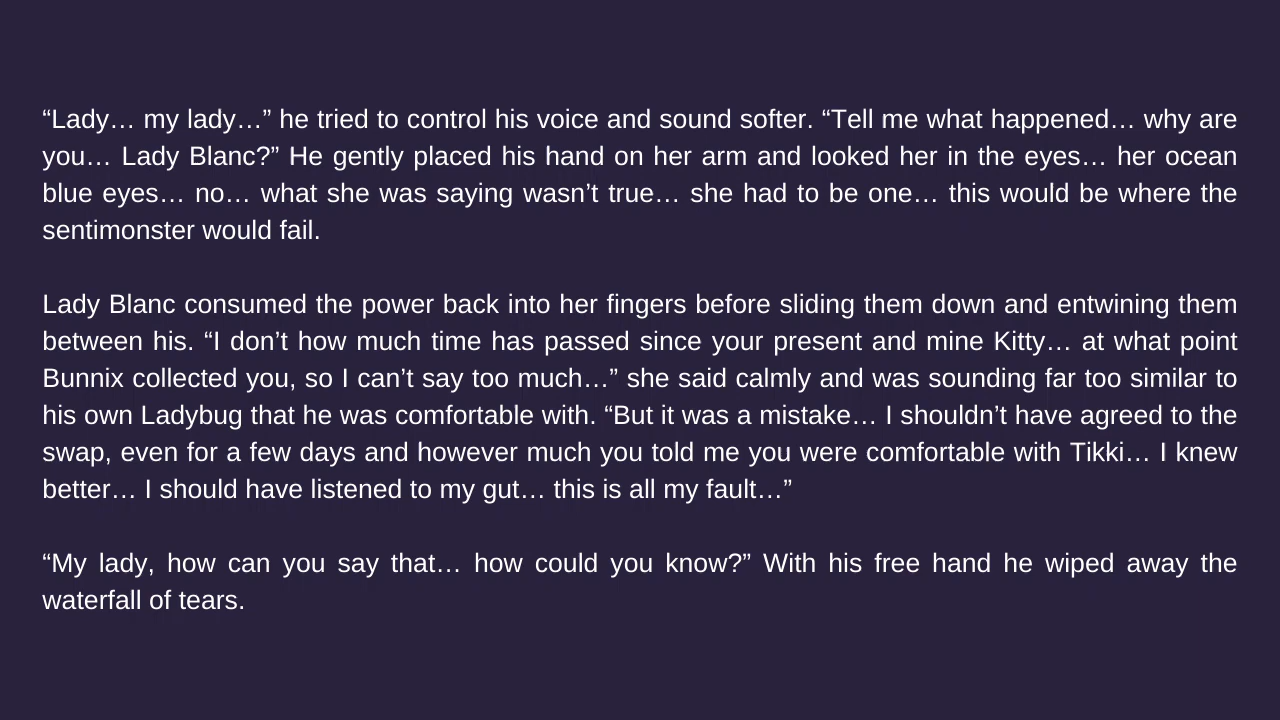 “Lady… my lady…” he tried to control his voice and sound softer. “Tell me what happened… why are
you… Lady Blanc?” He gently placed his hand on her arm and looked her in the eyes… her ocean
blue eyes… no… what she was saying wasn’t true… she had to be one… this would be where the
sentimonster would fail.
Lady Blanc consumed the power back into her fingers before sliding them down and entwining them
between his. “I don’t how much time has passed since your present and mine Kitty… at what point
Bunnix collected you, so I can’t say too much…” she said calmly and was sounding far too similar to
his own Ladybug that he was comfortable with. “But it was a mistake… I shouldn’t have agreed to the
swap, even for a few days and however much you told me you were comfortable with Tikki… I knew
better… I should have listened to my gut… this is all my fault…”
“My lady, how can you say that… how could you know?” With his free hand he wiped away the
waterfall of tears.